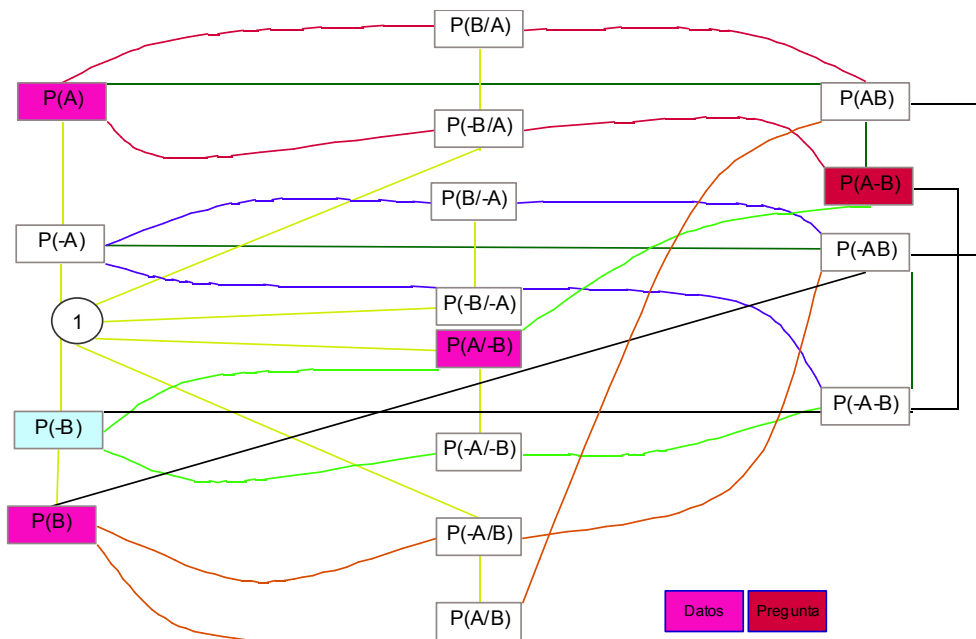 P(B/A)
P(A)
P(AB)
P(-B/A)
P(A-B)
P(B/-A)
P(-A)
P(-AB)
P(-B/-A)
1
P(A/-B)
P(-A-B)
P(-B)
P(-A/-B)
P(B)
P(-A/B)
P(A/B)
Datos
Pregunta